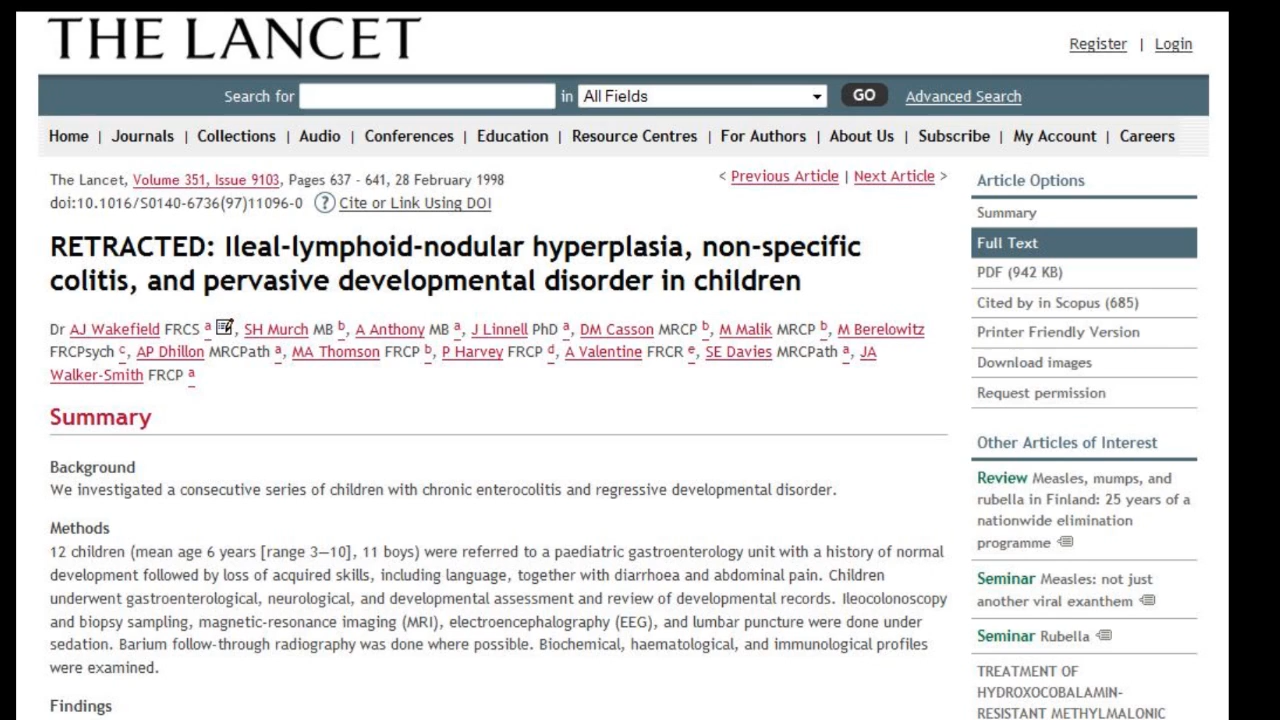 THE LANCET
Register | Login
Search for in All Fields GO Advanced Search
Home | Journals | Collections | Audio | Conferences | Education | Resource Centres | For Authors | About Us | Subscribe | My Account | Careers
The Lancet, Volume 351, Issue 9103, Pages 637 - 641, 28 February 1998
< Previous Article | Next Article >
doi:10.1016/S0140-6736(97)11096-0 ? Cite or Link Using DOI
RETRACTED: Ileal-lymphoid-nodular hyperplasia, non-specific
colitis, and pervasive developmental disorder in children
Dr AJ Wakefield FRCS a, SH Murch MB b, A Anthony MB a, J Linnell PhD a, DM Casson MRCP b, M Malik MRCP b, M Berelowitz
FRCPsych c, AP Dhillon MRCPath a, MA Thomson FRCP b, P Harvey FRCP d, A Valentine FRCR e, SE Davies MRCPath a, JA
Walker-Smith FRCP a
Summary
Background
We investigated a consecutive series of children with chronic enterocolitis and regressive developmental disorder.
Methods
12 children (mean age 6 years [range 3—10], 11 boys) were referred to a paediatric gastroenterology unit with a history of normal
development followed by loss of acquired skills, including language, together with diarrhoea and abdominal pain. Children
underwent gastroenterological, neurological, and developmental assessment and review of developmental records. Ileocolonoscopy
and biopsy sampling, magnetic-resonance imaging (MRI), electroencephalography (EEG), and lumbar puncture were done under
sedation. Barium follow-through radiography was done where possible. Biochemical, haematological, and immunological profiles
were examined.
Findings
Article Options
Summary
Full Text
PDF (942 KB)
Cited by in Scopus (685)
Printer Friendly Version
Download images
Request permission
Other Articles of Interest
Review Measles, mumps, and
rubella in Finland: 25 years of a
nationwide elimination
programme
Seminar Measles: not just
another viral exanthem
Seminar Rubella
TREATMENT OF
HYDROXOCOBALAMIN-
RESISTANT METHYLMALONIC